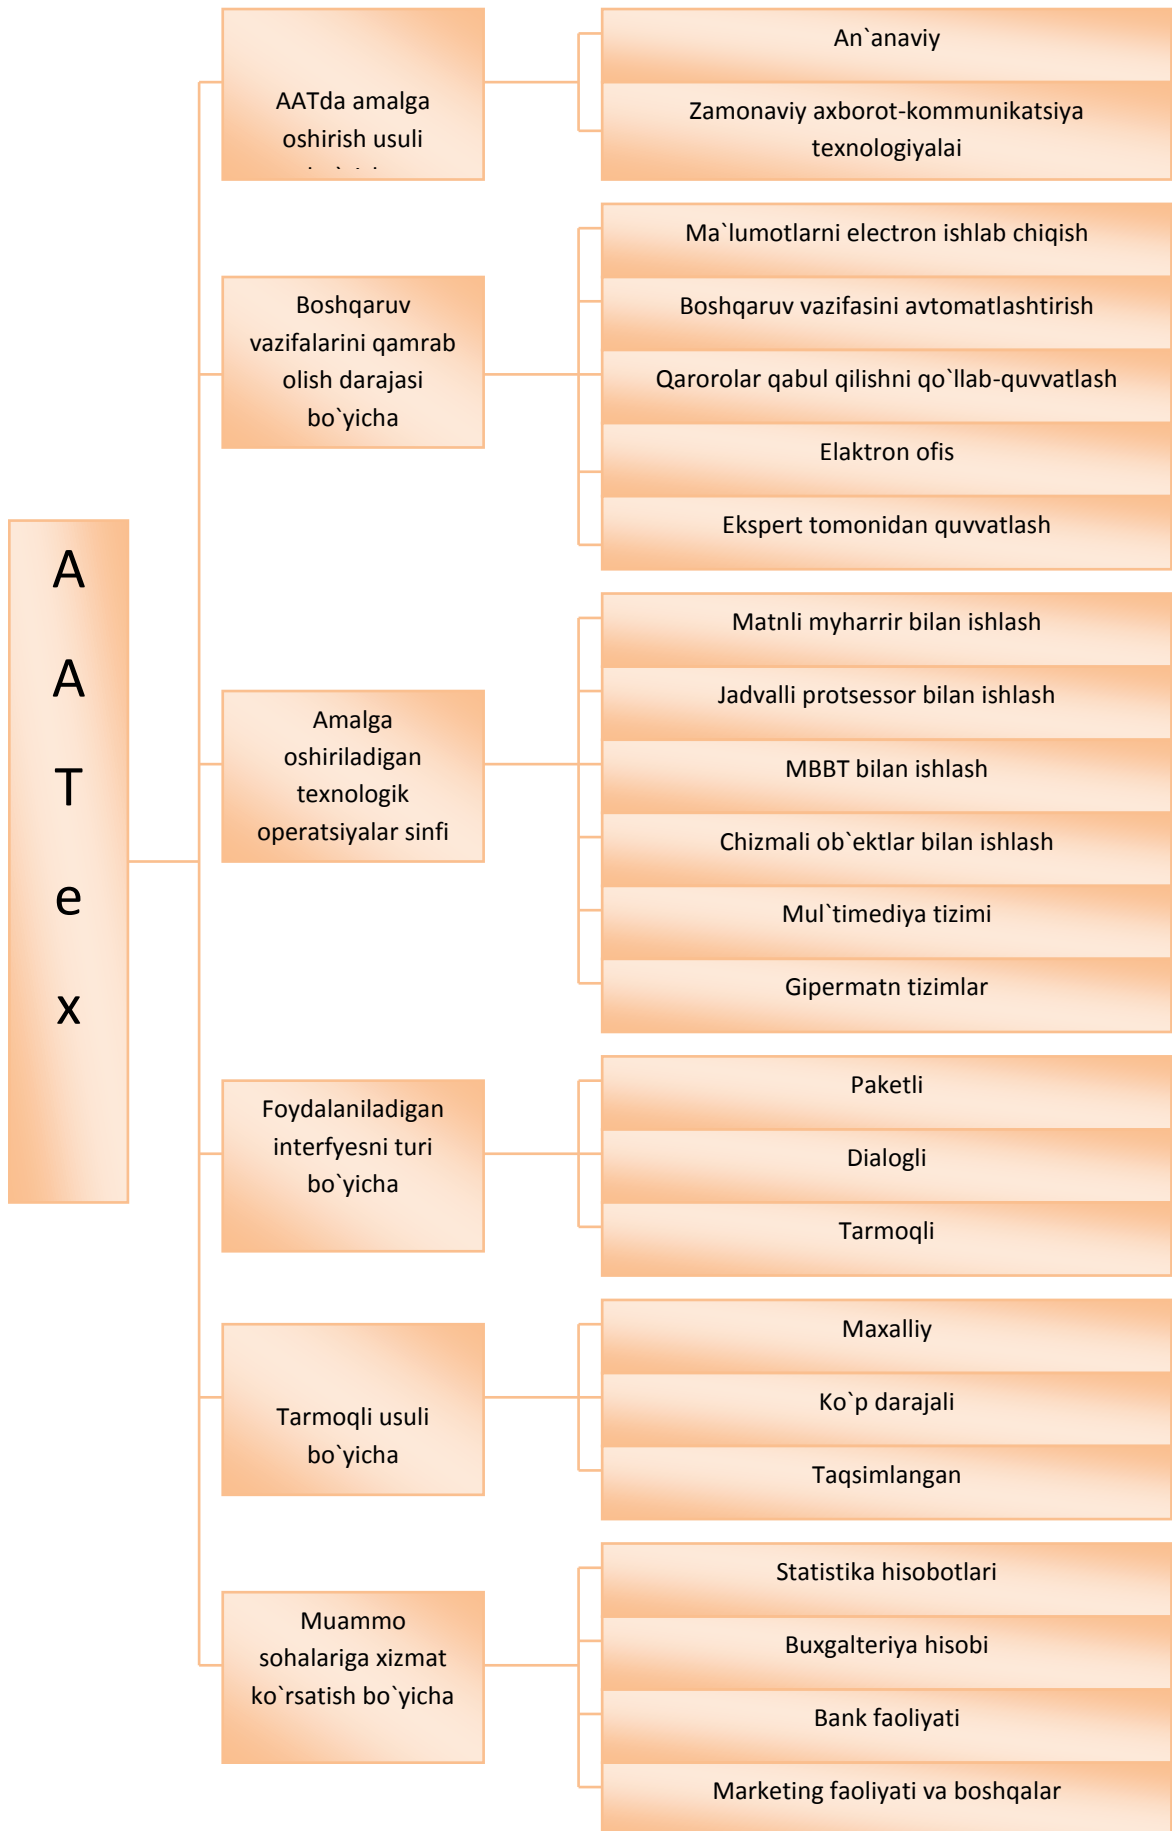 A
A
T
e
x
AATda amalga
oshirish usuli
An`anaviy
Zamonaviy axborot-kommunikatsiya
texnologiyalai
Boshqaruv
vazifalarini qamrab
olish darajasi
bo`yicha
Ma`lumotlarni electron ishlab chiqish
Boshqaruv vazifasini avtomatlashtirish
Qarorolar qabul qilishni qo`llab-quvvatlash
Elaktron ofis
Ekspert tomonidan quvvatlash
Amalga
oshiriladigan
texnologik
operatsiyalar sinfi
Matnli myharrir bilan ishlash
Jadvalli protsessor bilan ishlash
MBBT bilan ishlash
Chizmali ob`ektlar bilan ishlash
Mul`timediya tizimi
Gipermatn tizimlar
Foydalaniladigan
interfyesni turi
bo`yicha
Paketli
Dialogli
Tarmoqli
Tarmoqli usuli
bo`yicha
Maxalliy
Ko`p darajali
Taqsimlangan
Muammo
sohalariga xizmat
ko`rsatish bo`yicha
Statistika hisobotlari
Buxgalteriya hisobi
Bank faoliyati
Marketing faoliyati va boshqalar